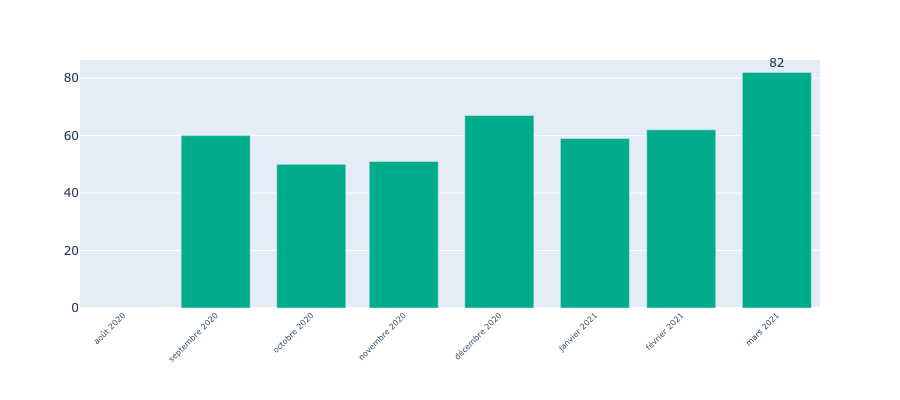 82
80
60
40
20
0
août 2020
septembre 2020
octobre 2020
novembre 2020
décembre 2020
janvier 2021
février 2021
mars 2021